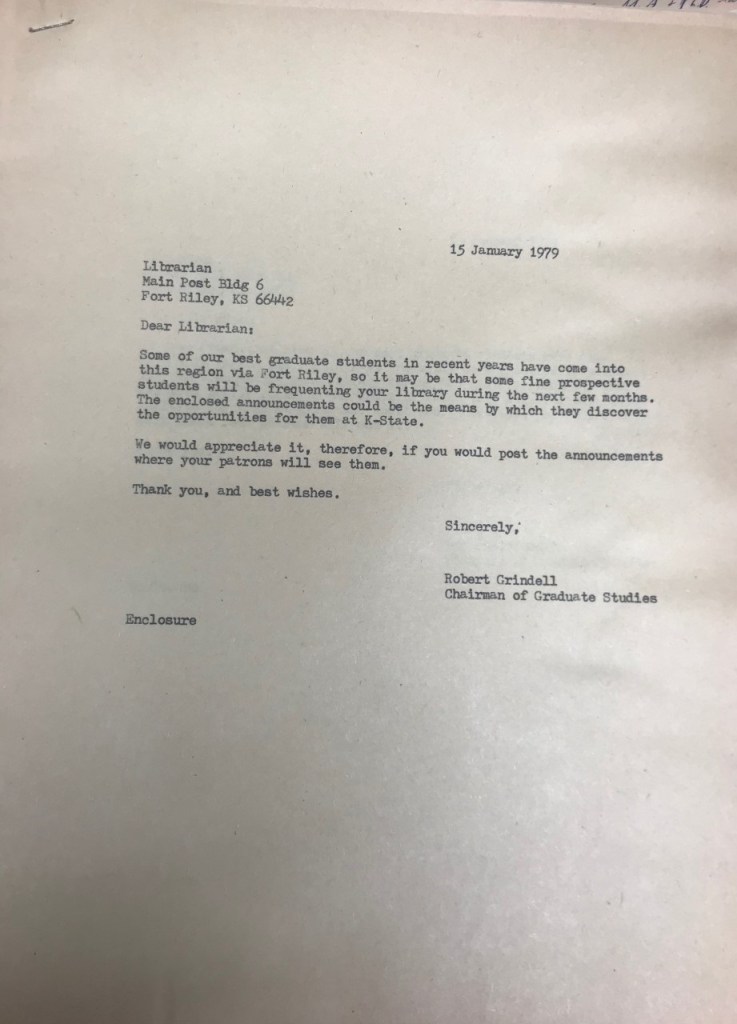 15 January 1979
Librarian
Main Post Bldg 6
Fort Riley, KS 66442
Dear Librarian:
Some of our best graduate students in recent years have come into
this region via Fort Riley, so it may be that some fine prospective
students will be frequenting your library during the next few months.
The enclosed announcements could be the means by which they discover
the opportunities for them at K-State.
We would appreciate it, therefore, if you would post the announcements
where your patrons will see them.
Thank you, and best wishes.
Sincerely,
Robert Grindell
Chairman of Graduate Studies
Enclosure